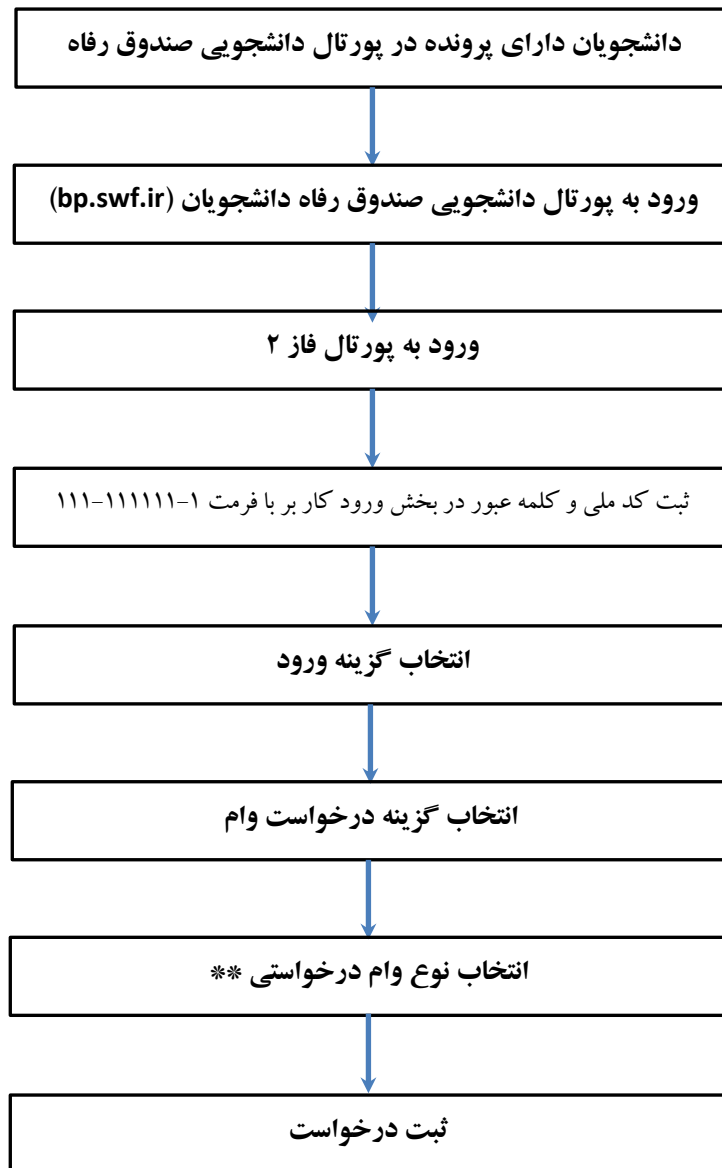 دانشجویان دارای پرونده در پورتال دانشجویی صندوق رفاه
ورود به پورتال دانشجویی صندوق رفاه دانشجویان (bp.swf.ir)
ورود به پورتال فاز ۲
ثبت کد ملی و کلمه عبور در بخش ورود کار بر با فرمت ۱-۱۱۱۱۱۱-۱۱۱
انتخاب گزینه ورود
انتخاب گزینه درخواست وام
انتخاب نوع وام درخواستی **
ثبت درخواست